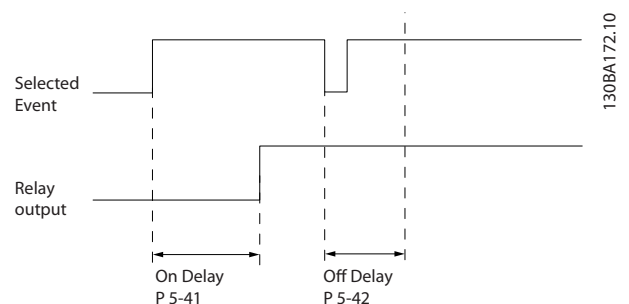 130BA172.10
Selected
Event
Relay
output
On Delay
P 5-41
Off Delay
P 5-42